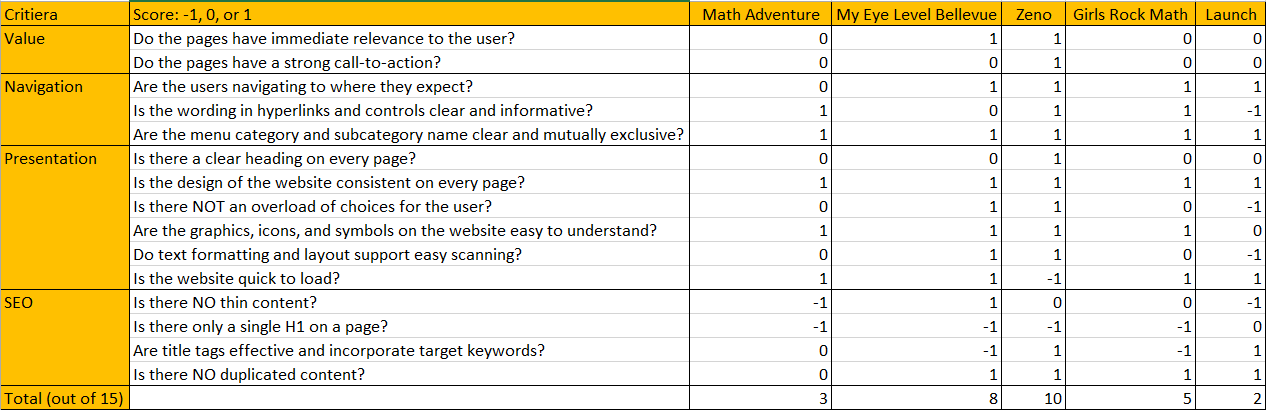 Critiera Score: -1, 0, or 1 Math Adventure My Eye Level Bellevue Zeno Girls Rock Math Launch
Value Do the pages have immediate relevance to the user? 0 1 1 0 0
Do the pages have a strong call-to-action? 0 0 1 0 0
Navigation Are the users navigating to where they expect? 0 1 1 1 1
Is the wording in hyperlinks and controls clear and informative? 1 0 1 1 -1
Are the menu category and subcategory name clear and mutually exclusive? 1 1 1 1 1
Presentation Is there a clear heading on every page? 0 0 1 0 0
Is the design of the website consistent on every page? 1 1 1 1 1
Is there NOT an overload of choices for the user? 0 1 1 0 -1
Are the graphics, icons, and symbols on the website easy to understand? 1 1 1 1 0
Do text formatting and layout support easy scanning? 0 1 1 0 -1
Is the website quick to load? 1 1 -1 1 1
SEO Is there NO thin content? -1 1 0 0 -1
Is there only a single H1 on a page? -1 -1 -1 -1 0
Are title tags effective and incorporate target keywords? 0 -1 1 -1 1
Is there NO duplicated content? 0 1 1 1 1
Total (out of 15) 3 8 10 5 2